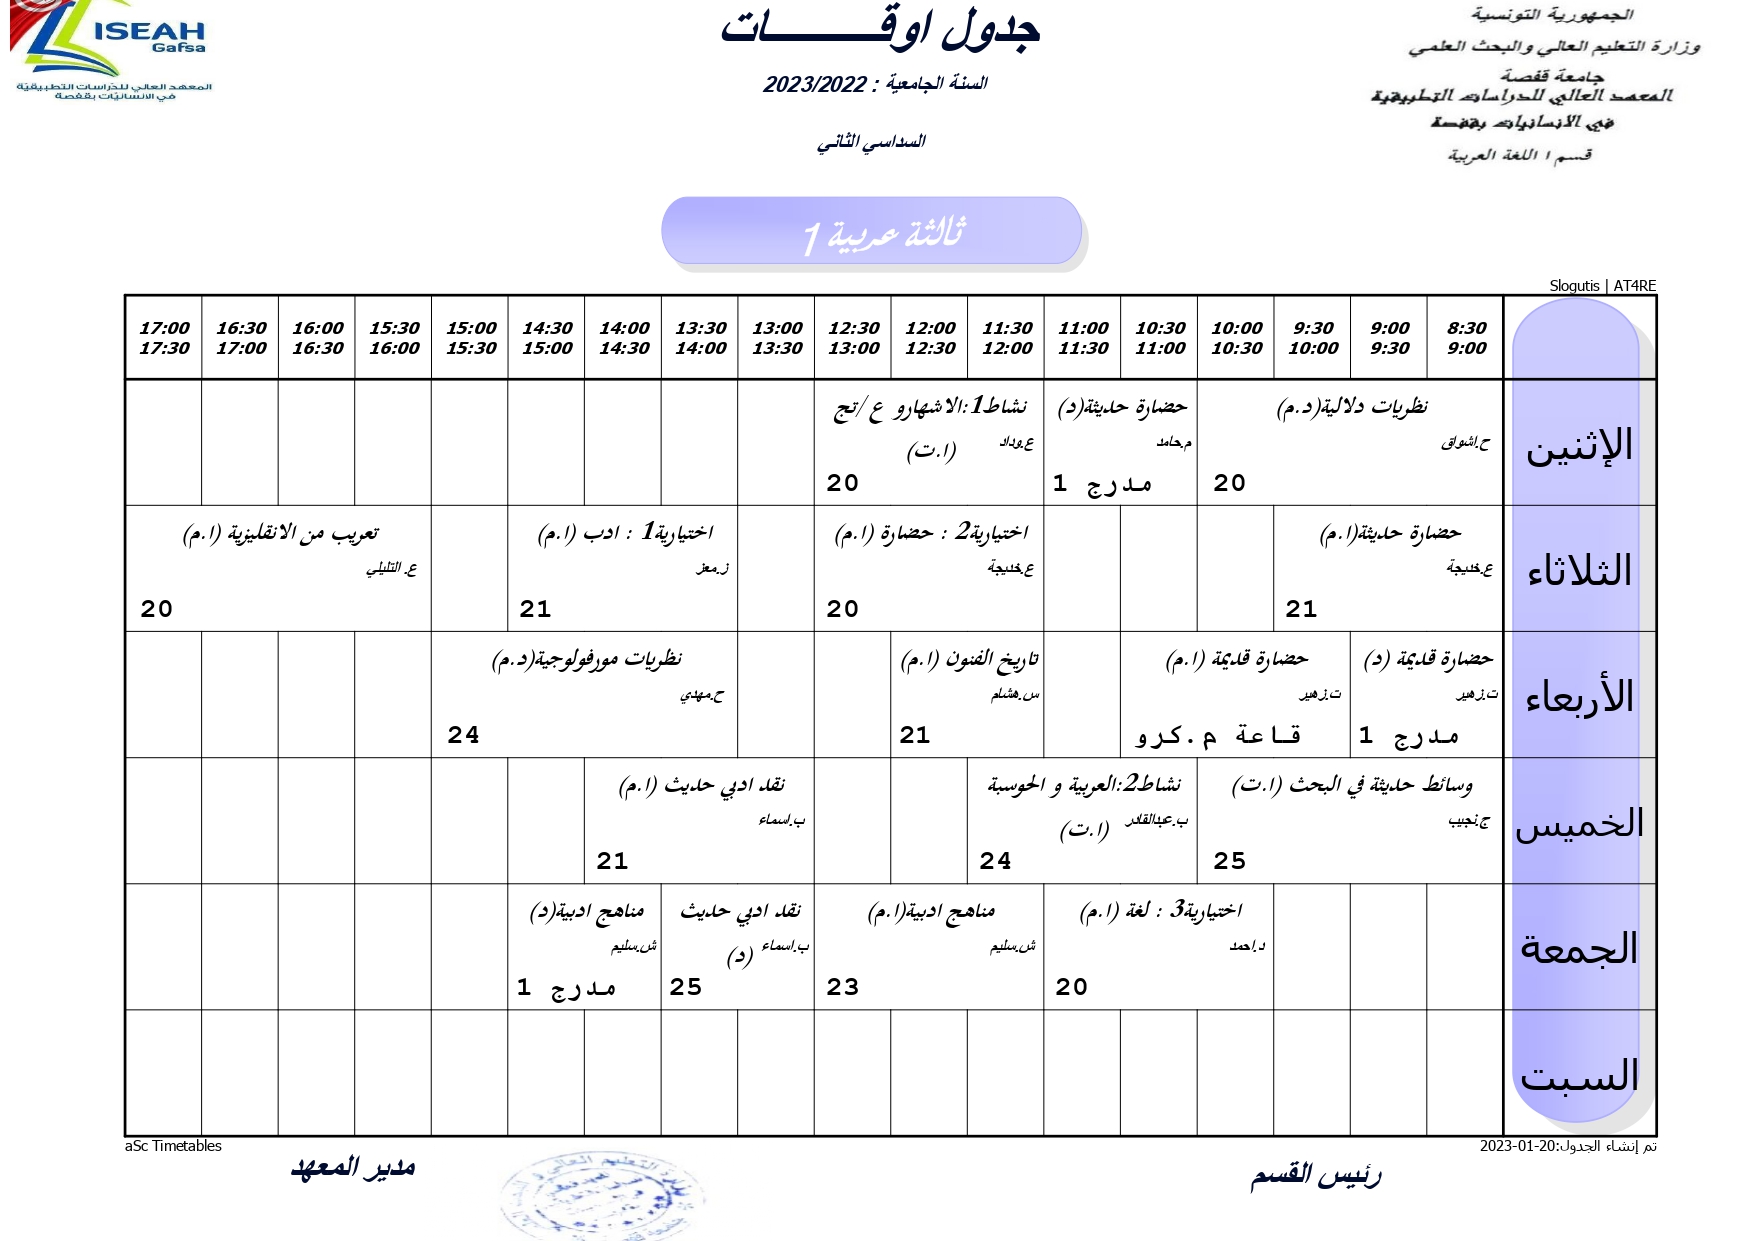 ISEAH
Gafsa
المعهد العالي للدراسات التطبيقية
في الانسانيات بقفصة
جدول اوقـــــــات
السنة الجامعية : 2023/2022
السداسي الثاني
الجمهورية التونسية
وزارة التعليم العالي والبحث العلمي
جامعة قفصة
المعهد العالي للدراسات التطبيقية
في الانسانيات بقفصة
قسم ا اللغة العربية
ثالثة عربية 1
Slogutis | AT4RE
8:30 9:00 9:30 10:00 10:30 11:00 11:30 12:00 12:30 13:00 13:30 14:00 14:30 15:00 15:30 16:00 16:30 17:00
9:00 9:30 10:00 10:30 11:00 11:30 12:00 12:30 13:00 13:30 14:00 14:30 15:00 15:30 16:00 16:30 17:00 17:30
الإثنين
نظريات دلالية(د.م)
ح.اشواق
20
حضارة حديثة(د)
م.حامد
مدرج 1
نشاط1:الاشهارو ع /تج
ع.وداد
(ا.ت)
20
الثلاثاء
حضارة حديثة(ا.م)
ع.خديجة
21
اختيارية2 : حضارة (ا.م)
ع.خديجة
20
اختيارية1 : ادب (ا.م)
ز.معز
21
تعريب من الانقليزية (ا.م)
ع. التليلي
20
الأربعاء
حضارة قديمة (د)
ت.زهير
مدرج 1
حضارة قديمة (ا.م)
ت.زهير
قاعة م.كرو
تاريخ الفنون (ا.م)
س.هشام
21
نظريات مورفولوجية(د.م)
ح.مهدي
24
الخميس
وسائط حديثة في البحث (ا.ت)
ج.نجيب
25
نشاط2:العربية و الحوسبة
ب.عبدالقادر
(ا.ت)
24
نقد ادبي حديث (ا.م)
ب.اسماء
21
الجمعة
اختيارية3 : لغة (ا.م)
د.احمد
20
مناهج ادبية(ا.م)
ش.سليم
23
نقد ادبي حديث
ب.اسماء
(د)
25
مناهج ادبية(د)
ش.سليم
مدرج 1
السبت
تم إنشاء الجدول:20-01-2023
aSc Timetables
رئيس القسم
مدير المعهد